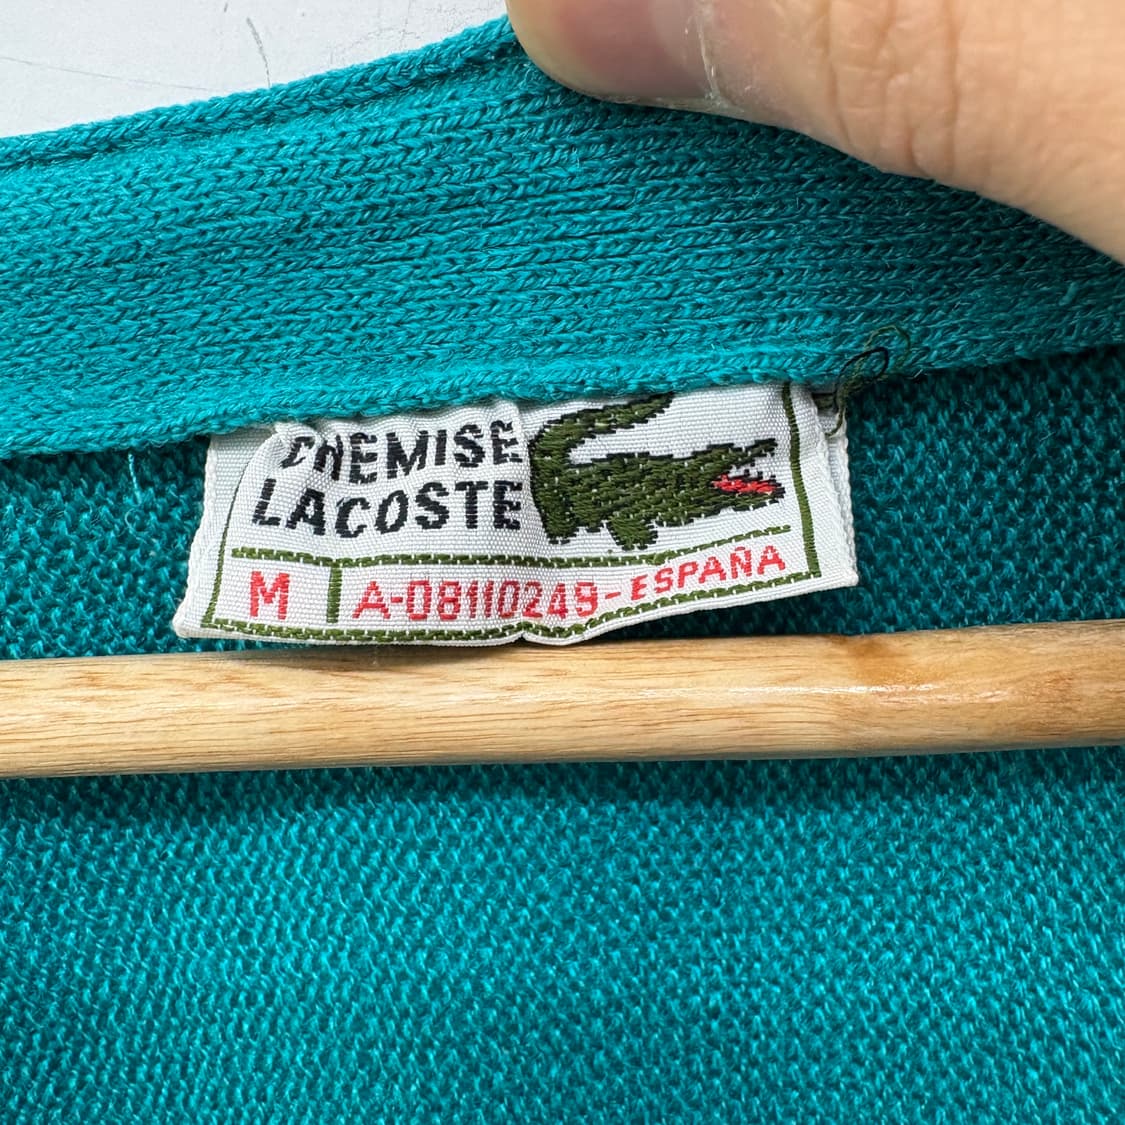 CHEMISE
LACOSTE
M A-08110249-ESPAÑA